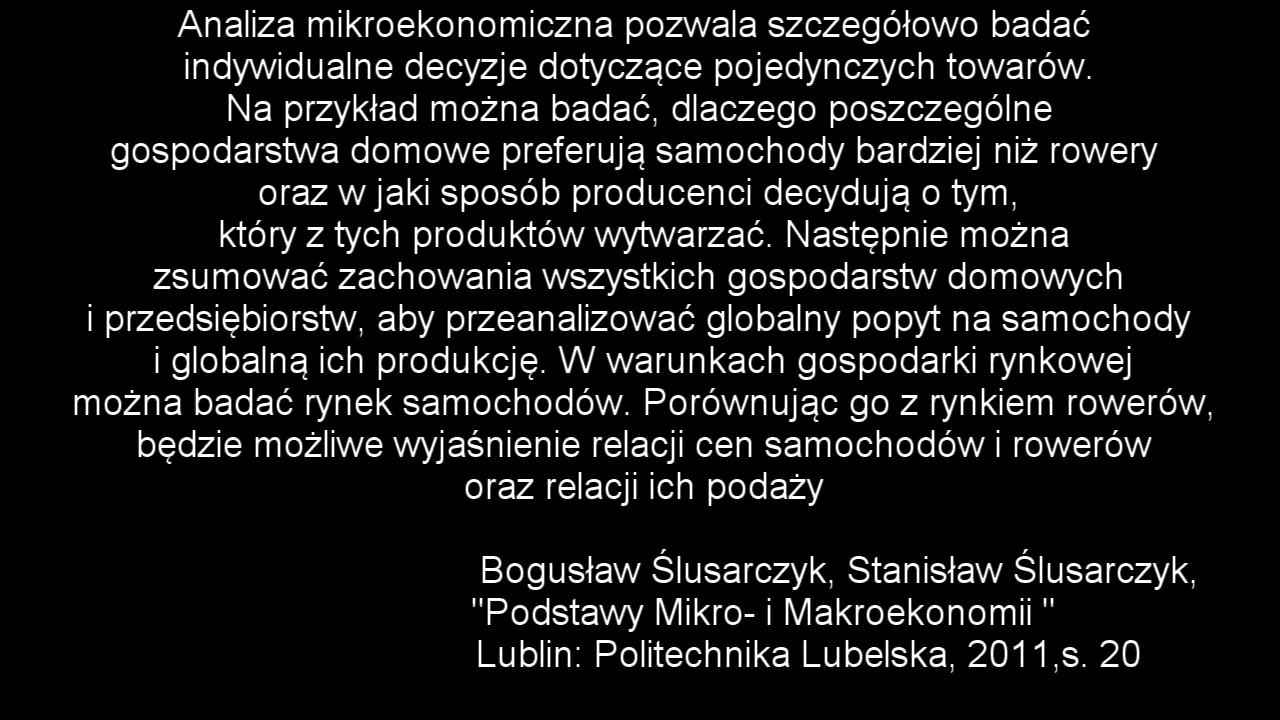 Analiza mikroekonomiczna pozwala szczegółowo badać
indywidualne decyzje dotyczące pojedynczych towarów.
Na przykład można badać, dlaczego poszczególne
gospodarstwa domowe preferują samochody bardziej niż rowery
oraz w jaki sposób producenci decydują o tym,
który z tych produktów wytwarzać. Następnie można
zsumować zachowania wszystkich gospodarstw domowych
i przedsiębiorstw, aby przeanalizować globalny popyt na samochody
i globalną ich produkcję. W warunkach gospodarki rynkowej
można badać rynek samochodów. Porównując go z rynkiem rowerów,
będzie możliwe wyjaśnienie relacji cen samochodów i rowerów
oraz relacji ich podaży
Bogusław Ślusarczyk, Stanisław Ślusarczyk,
"Podstawy Mikro- i Makroekonomii "
Lublin: Politechnika Lubelska, 2011,s. 20